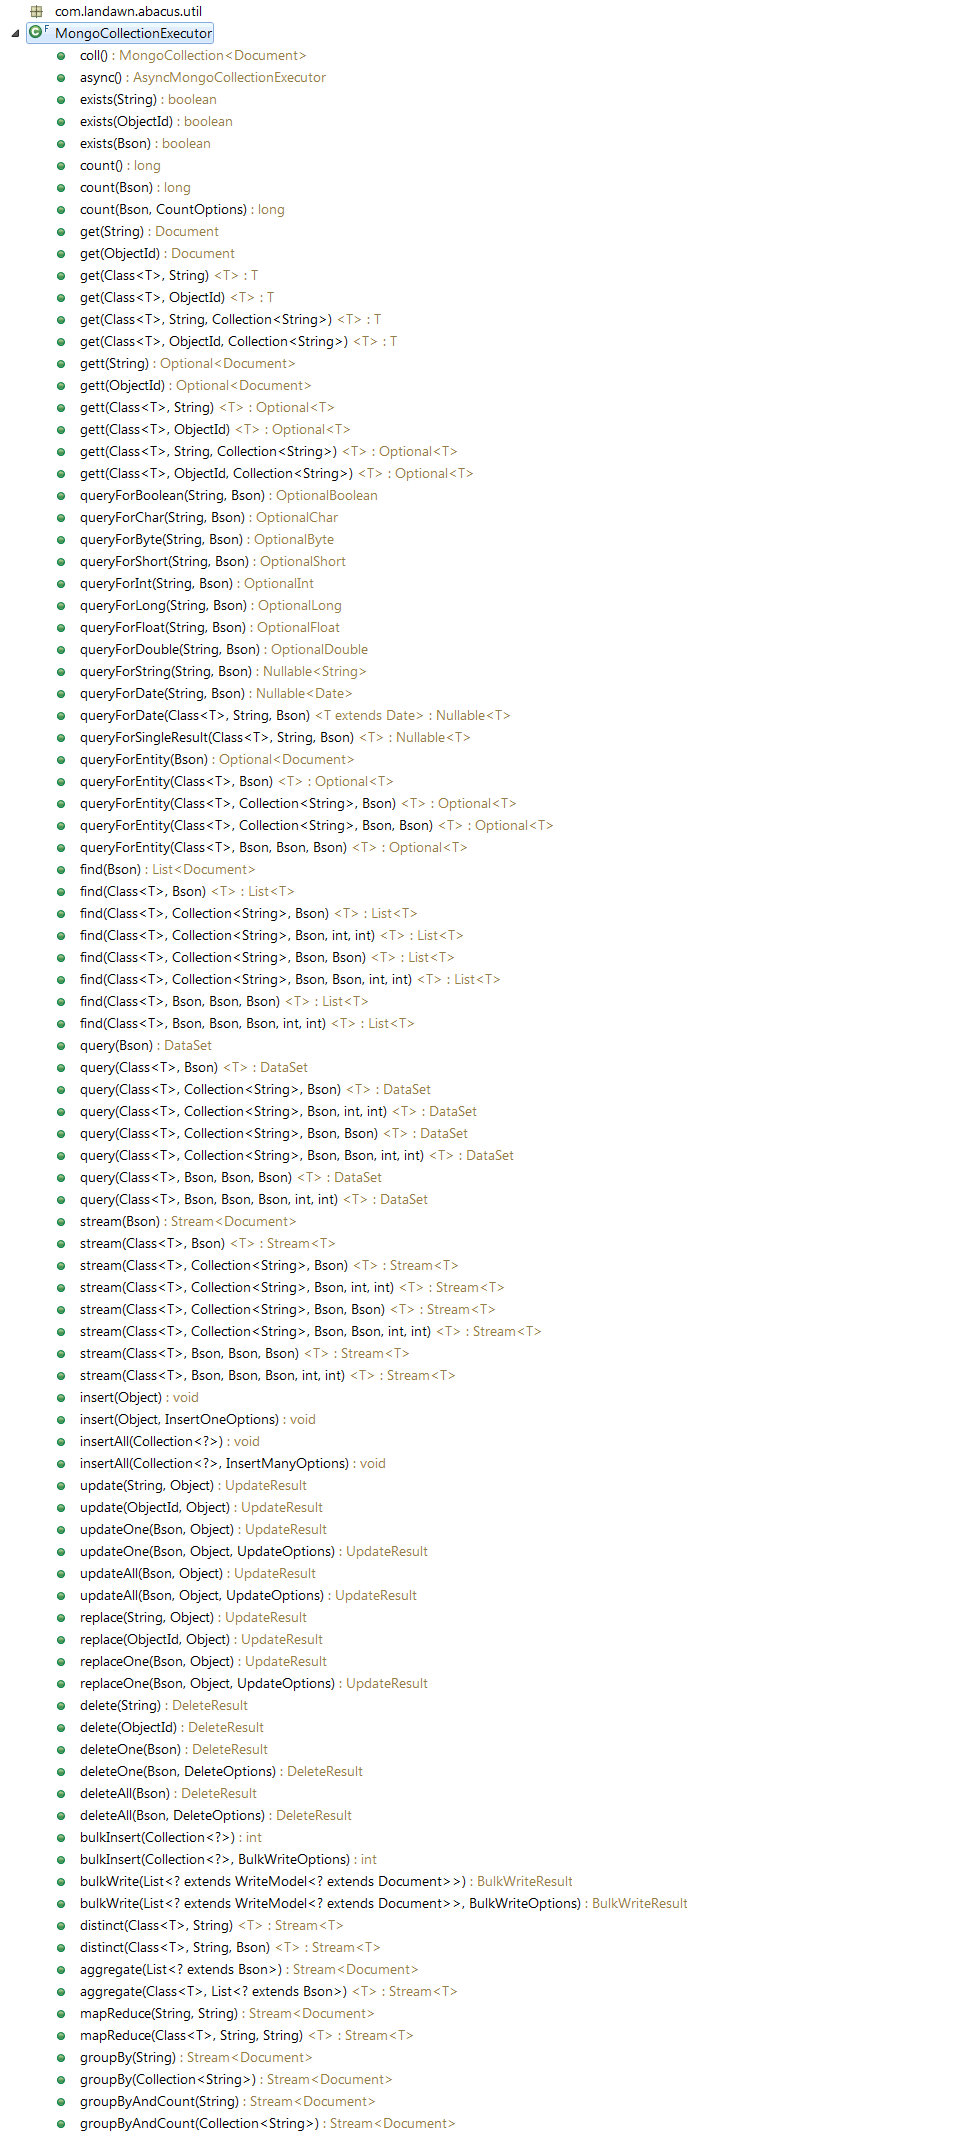 com.landawn.abacus.util
MongoCollectionExecutor
coll() : MongoCollection<Document>
async() : AsyncMongoCollectionExecutor
exists(String) : boolean
exists(ObjectId) : boolean
exists(Bson) : boolean
count() : long
count(Bson) : long
count(Bson, CountOptions) : long
get(String) : Document
get(ObjectId) : Document
get(Class<T>, String) <T> : T
get(Class<T>, ObjectId) <T> : T
get(Class<T>, String, Collection<String>) <T> : T
get(Class<T>, ObjectId, Collection<String>) <T> : T
gett(String) : Optional<Document>
gett(ObjectId) : Optional<Document>
gett(Class<T>, String) <T> : Optional<T>
gett(Class<T>, ObjectId) <T> : Optional<T>
gett(Class<T>, String, Collection<String>) <T> : Optional<T>
gett(Class<T>, ObjectId, Collection<String>) <T> : Optional<T>
queryForBoolean(String, Bson) : OptionalBoolean
queryForChar(String, Bson) : OptionalChar
queryForByte(String, Bson) : OptionalByte
queryForShort(String, Bson) : OptionalShort
queryForInt(String, Bson) : OptionalInt
queryForLong(String, Bson) : OptionalLong
queryForFloat(String, Bson) : OptionalFloat
queryForDouble(String, Bson) : OptionalDouble
queryForString(String, Bson) : Nullable<String>
queryForDate(String, Bson) : Nullable<Date>
queryForDate(Class<T>, String, Bson) <T extends Date> : Nullable<T>
queryForSingleResult(Class<T>, String, Bson) <T> : Nullable<T>
queryForEntity(Bson) : Optional<Document>
queryForEntity(Class<T>, Bson) <T> : Optional<T>
queryForEntity(Class<T>, Collection<String>, Bson) <T> : Optional<T>
queryForEntity(Class<T>, Collection<String>, Bson, Bson) <T> : Optional<T>
queryForEntity(Class<T>, Bson, Bson, Bson) <T> : Optional<T>
find(Bson) : List<Document>
find(Class<T>, Bson) <T> : List<T>
find(Class<T>, Collection<String>, Bson) <T> : List<T>
find(Class<T>, Collection<String>, Bson, int, int) <T> : List<T>
find(Class<T>, Collection<String>, Bson, Bson) <T> : List<T>
find(Class<T>, Collection<String>, Bson, Bson, int, int) <T> : List<T>
find(Class<T>, Bson, Bson, Bson) <T> : List<T>
find(Class<T>, Bson, Bson, Bson, int, int) <T> : List<T>
query(Bson) : DataSet
query(Class<T>, Bson) <T> : DataSet
query(Class<T>, Collection<String>, Bson) <T> : DataSet
query(Class<T>, Collection<String>, Bson, int, int) <T> : DataSet
query(Class<T>, Collection<String>, Bson, Bson) <T> : DataSet
query(Class<T>, Collection<String>, Bson, Bson, int, int) <T> : DataSet
query(Class<T>, Bson, Bson, Bson) <T> : DataSet
query(Class<T>, Bson, Bson, Bson, int, int) <T> : DataSet
stream(Bson) : Stream<Document>
stream(Class<T>, Bson) <T> : Stream<T>
stream(Class<T>, Collection<String>, Bson) <T> : Stream<T>
stream(Class<T>, Collection<String>, Bson, int, int) <T> : Stream<T>
stream(Class<T>, Collection<String>, Bson, Bson) <T> : Stream<T>
stream(Class<T>, Collection<String>, Bson, Bson, int, int) <T> : Stream<T>
stream(Class<T>, Bson, Bson, Bson) <T> : Stream<T>
stream(Class<T>, Bson, Bson, Bson, int, int) <T> : Stream<T>
insert(Object) : void
insert(Object, InsertOneOptions) : void
insertAll(Collection<?>) : void
insertAll(Collection<?>, InsertManyOptions) : void
update(String, Object) : UpdateResult
update(ObjectId, Object) : UpdateResult
updateOne(Bson, Object) : UpdateResult
updateOne(Bson, Object, UpdateOptions) : UpdateResult
updateAll(Bson, Object) : UpdateResult
updateAll(Bson, Object, UpdateOptions) : UpdateResult
replace(String, Object) : UpdateResult
replace(ObjectId, Object) : UpdateResult
replaceOne(Bson, Object) : UpdateResult
replaceOne(Bson, Object, UpdateOptions) : UpdateResult
delete(String) : DeleteResult
delete(ObjectId) : DeleteResult
deleteOne(Bson) : DeleteResult
deleteOne(Bson, DeleteOptions) : DeleteResult
deleteAll(Bson) : DeleteResult
deleteAll(Bson, DeleteOptions) : DeleteResult
bulkInsert(Collection<?>) : int
bulkInsert(Collection<?>, BulkWriteOptions) : int
bulkWrite(List<? extends WriteModel<? extends Document>>) : BulkWriteResult
bulkWrite(List<? extends WriteModel<? extends Document>>, BulkWriteOptions) : BulkWriteResult
distinct(Class<T>, String) <T> : Stream<T>
distinct(Class<T>, String, Bson) <T> : Stream<T>
aggregate(List<? extends Bson>) : Stream<Document>
aggregate(Class<T>, List<? extends Bson>) <T> : Stream<T>
mapReduce(String, String) : Stream<Document>
mapReduce(Class<T>, String, String) <T> : Stream<T>
groupBy(String) : Stream<Document>
groupBy(Collection<String>) : Stream<Document>
groupByAndCount(String) : Stream<Document>
groupByAndCount(Collection<String>) : Stream<Document>